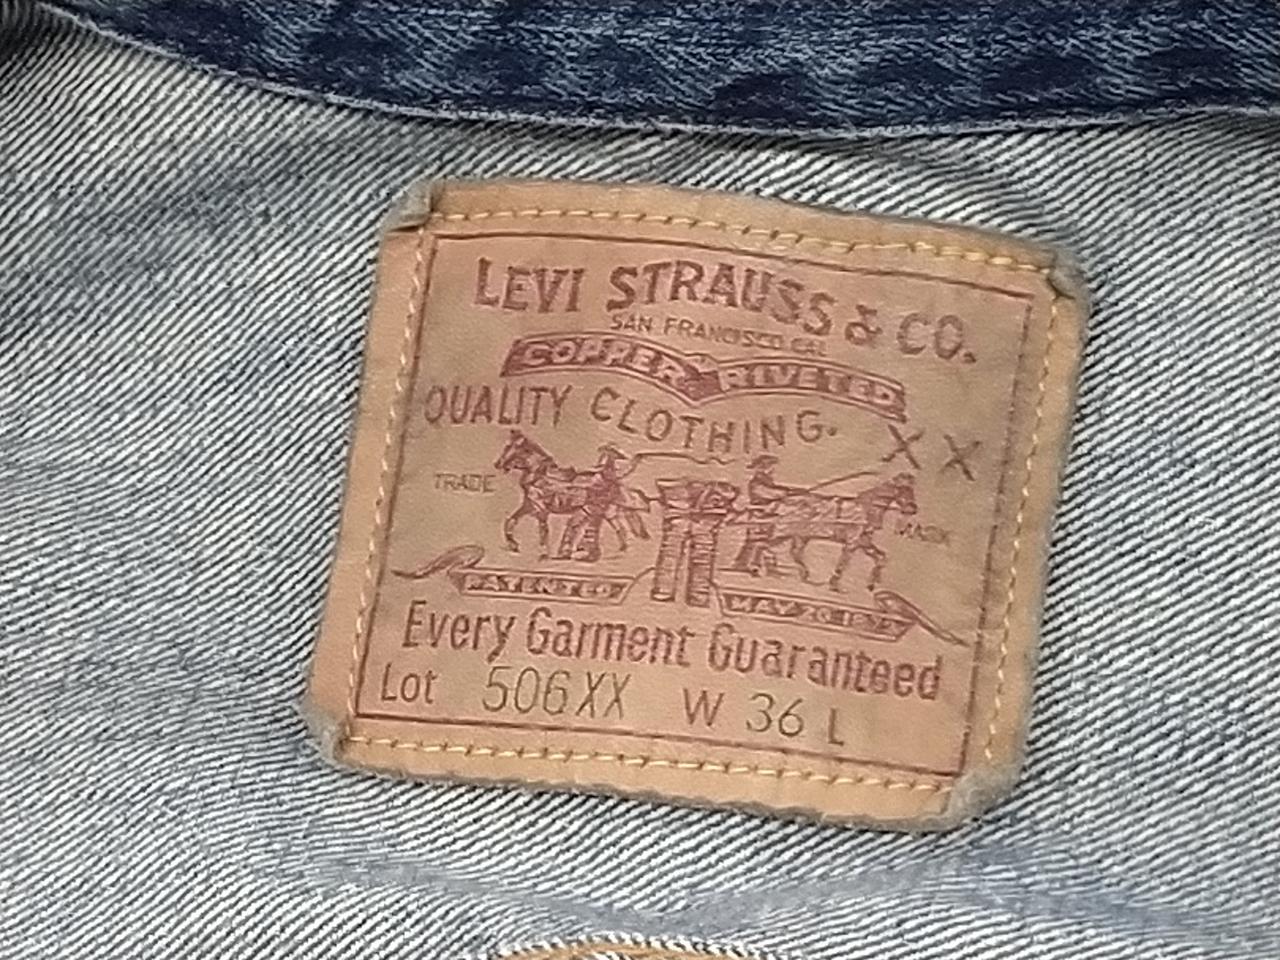 LEVI STRAUSS & CO.
SAN FRANCISCO CAL
COPPER RIVETED
QUALITY CLOTHING. XX
TRADE MARK
PATENTED MAY 20 1873
Every Garment Guaranteed
Lot 506XX W 36 L